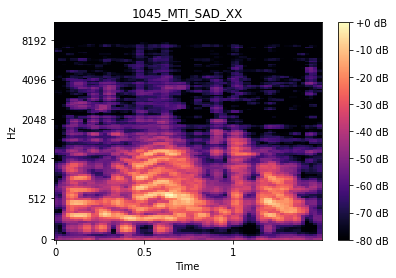 1045_MTI_SAD_XX
+0 dB
8192
-10 dB
4096
-20 dB
-30 dB
2048
Hz
-40 dB
1024
-50 dB
512
-60 dB
-70 dB
0
-80 dB
0 0.5 1
Time